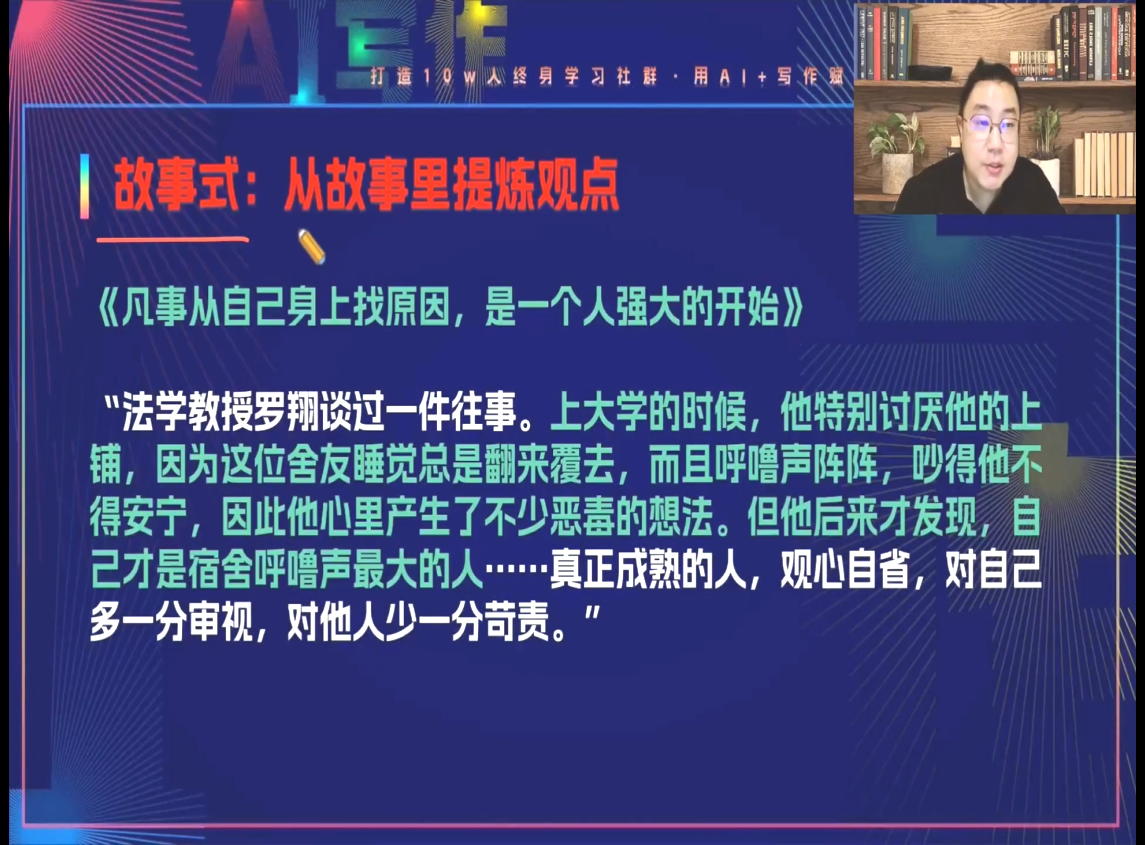 AI写作
打造10w人终身学习社群·用AI+写作赋
故事式：从故事里提炼观点
《凡事从自己身上找原因，是一个人强大的开始》
“法学教授罗翔谈过一件往事。上大学的时候，他特别讨厌他的上
铺，因为这位舍友睡觉总是翻来覆去，而且呼噜声阵阵，吵得他不
得安宁，因此他心里产生了不少恶毒的想法。但他后来才发现，自
己才是宿舍呼噜声最大的人……真正成熟的人，观心自省，对自己
多一分审视，对他人少一分苛责。”